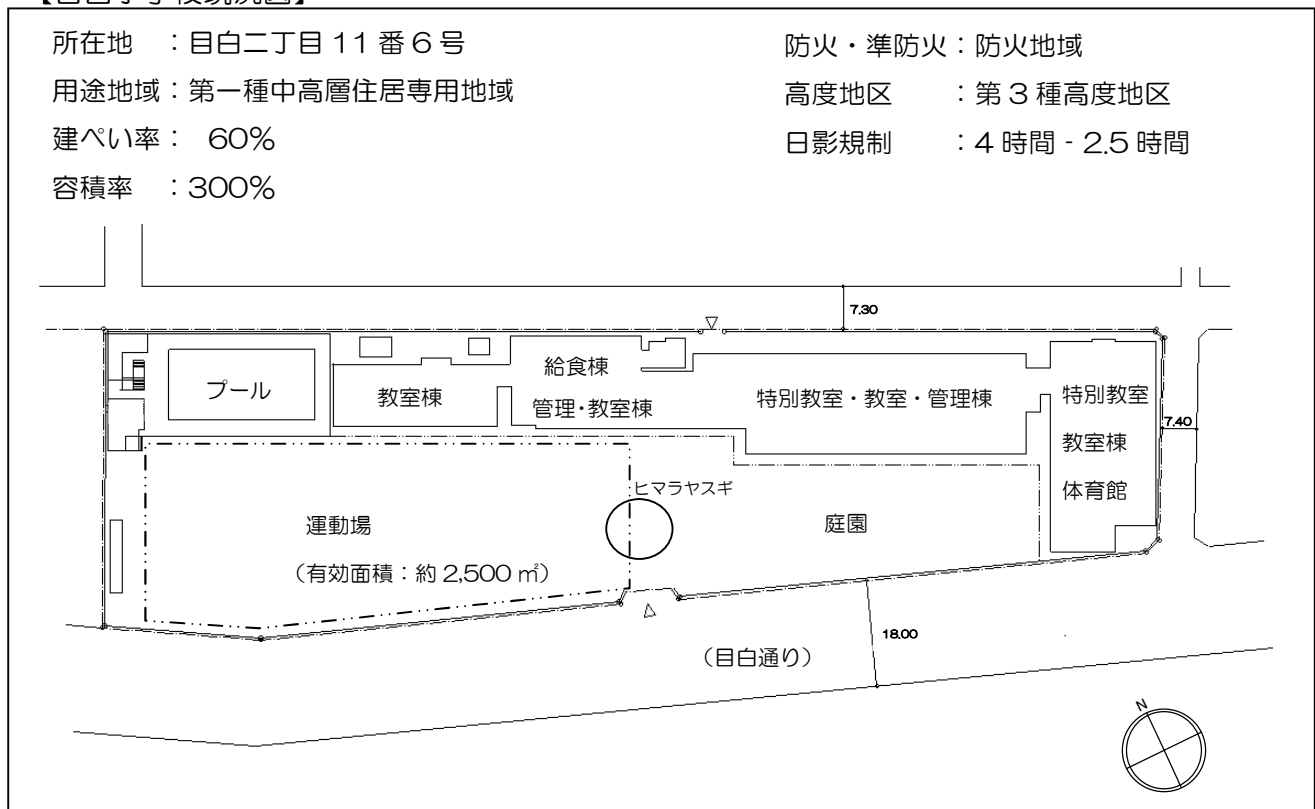 所在地 :目白二丁目 11 番 6 号
用途地域:第一種中高層住居専用地域
建ぺい率: 60%
容積率 :300%
防火・準防火:防火地域
高度地区 :第 3 種高度地区
日影規制 :4 時間 - 2.5 時間
7.30
プール
教室棟
給食棟
管理・教室棟
特別教室・教室・管理棟
特別教室
教室棟
体育館
7.40
ヒマラヤスギ
運動場
(有効面積:約 2,500 ㎡)
庭園
18.00
(目白通り)
N